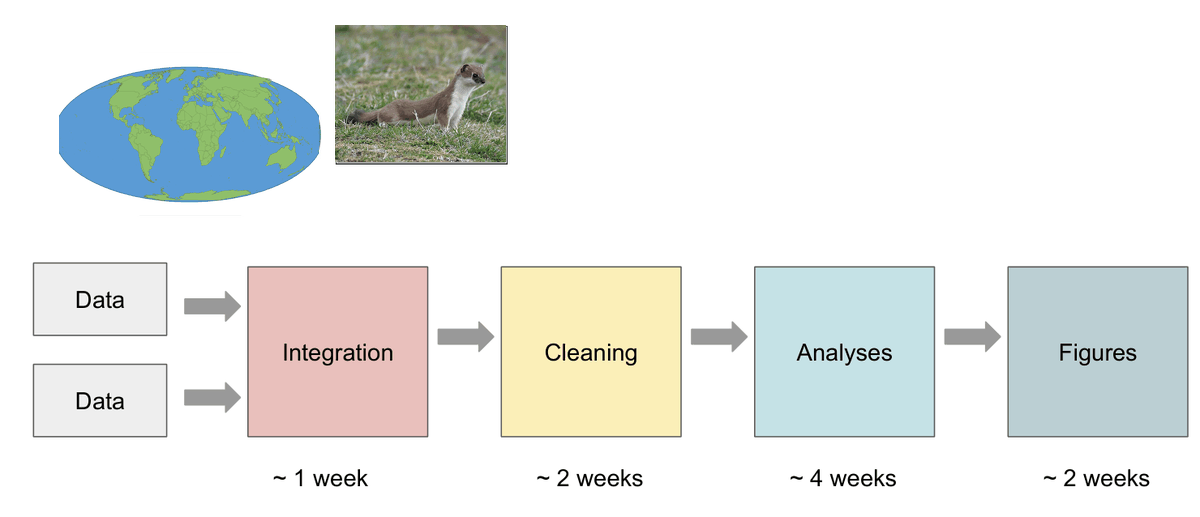 Data
Data
Integration
Cleaning
Analyses
Figures
~ 1 week
~ 2 weeks
~ 4 weeks
~ 2 weeks